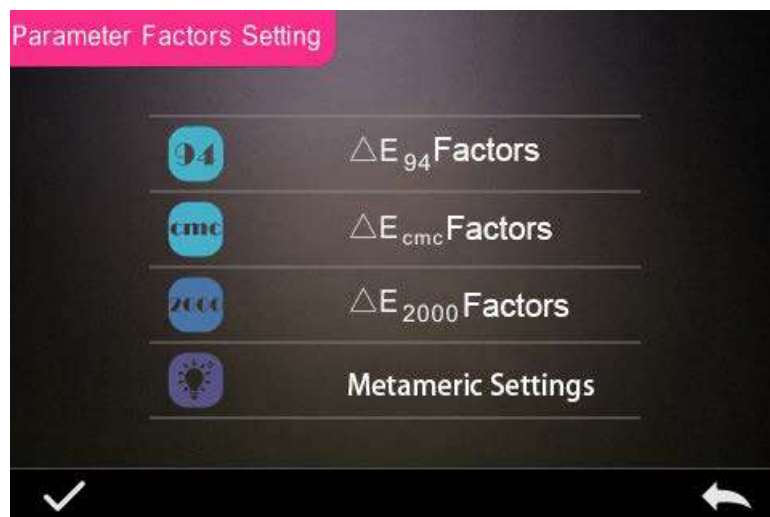 Parameter Factors Setting
94 △E94Factors
cmc △EcmcFactors
2000 △E2000Factors
Metameric Settings